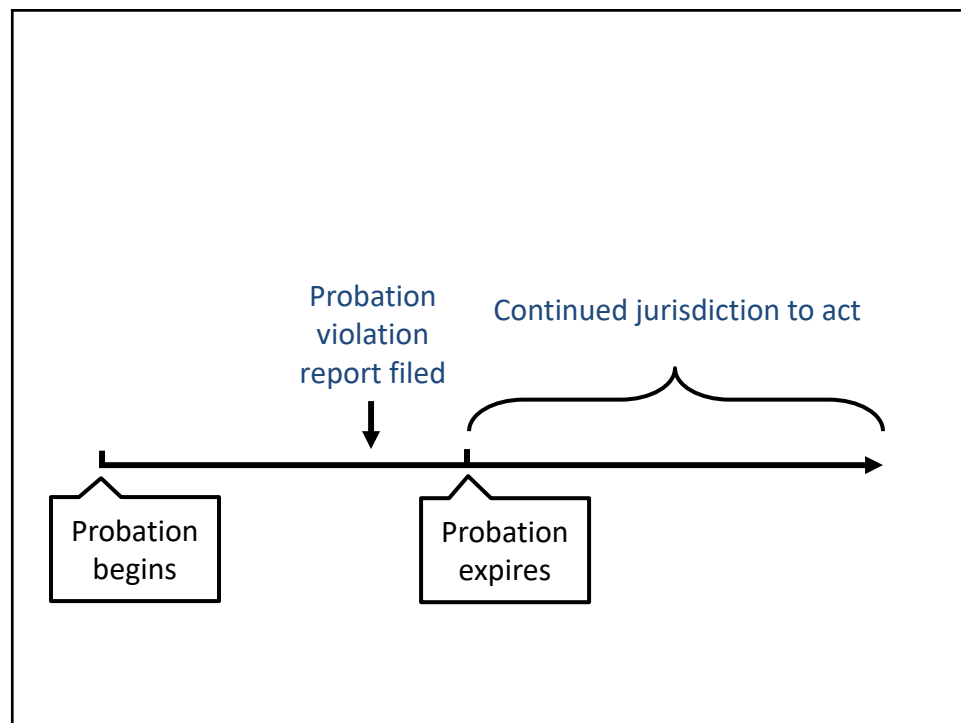 Probation
violation
report filed
Continued jurisdiction to act
Probation
begins
Probation
expires